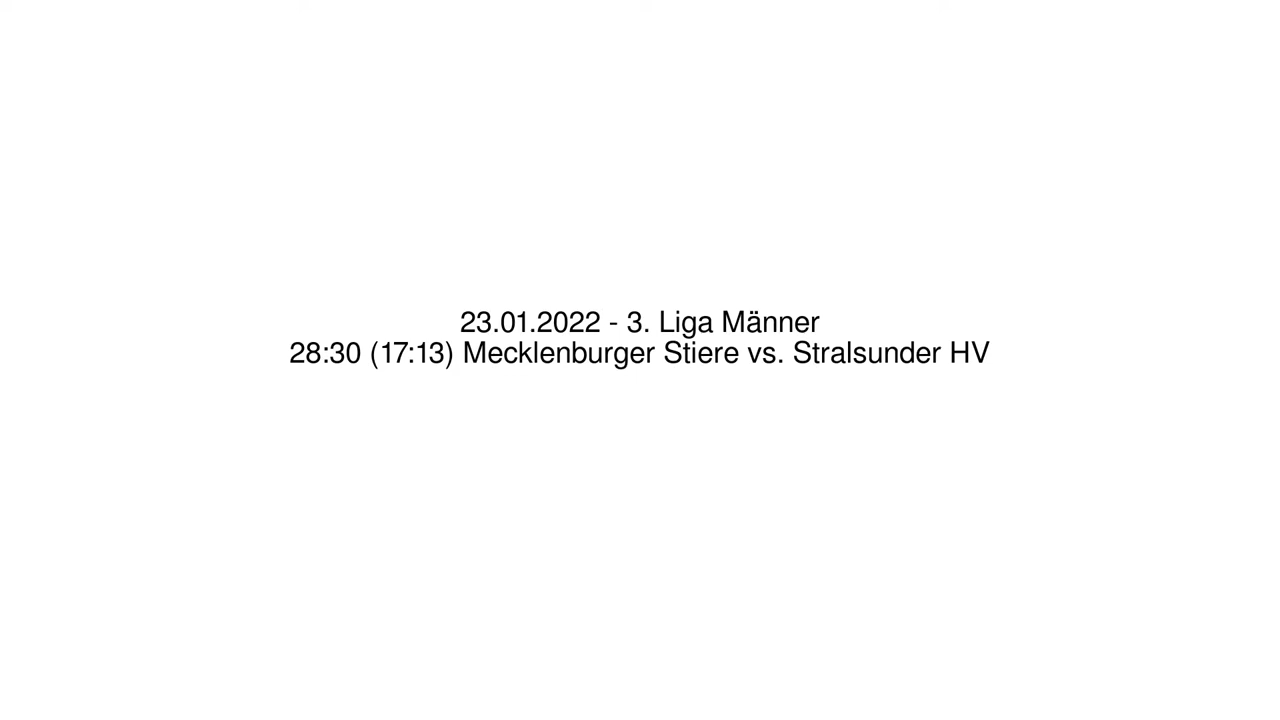 23.01.2022 - 3. Liga Männer
28:30 (17:13) Mecklenburger Stiere vs. Stralsunder HV